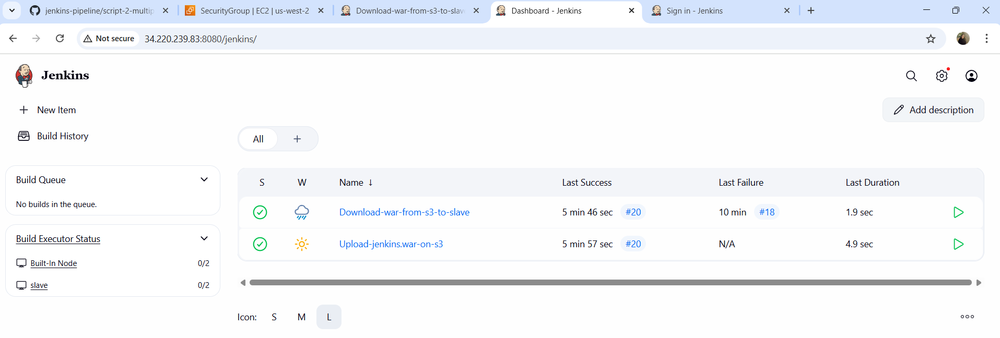 jenkins-pipeline/script-2-multip
SecurityGroup | EC2 | us-west-2
Download-war-from-s3-to-slav
Dashboard - Jenkins
Sign in - Jenkins
Not secure
34.220.239.83:8080/jenkins/
Jenkins
New Item
Add description
Build History
All
Build Queue
No builds in the queue.
Build Executor Status
Built-In Node 0/2
slave 0/2
S W Name ↓ Last Success Last Failure Last Duration
Download-war-from-s3-to-slave 5 min 46 sec #20 10 min #18 1.9 sec
Upload-jenkins.war-on-s3 5 min 57 sec #20 N/A 4.9 sec
Icon: S M L